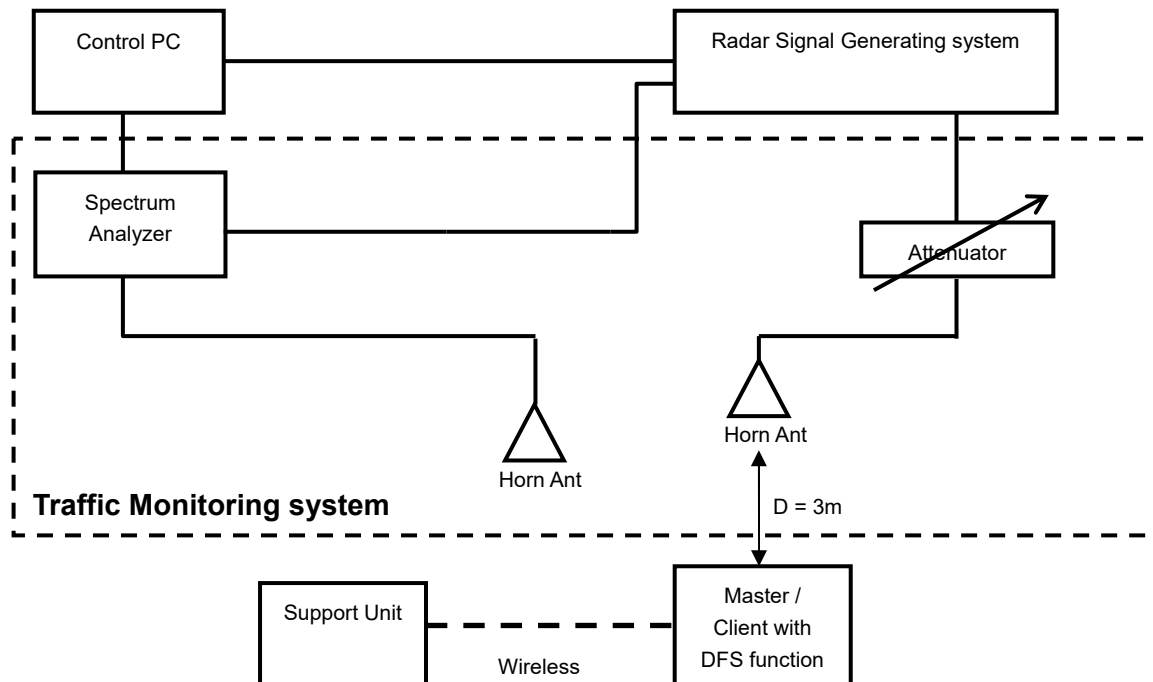 Control PC
Radar Signal Generating system
Spectrum
Analyzer
Attenuator
Horn Ant
Horn Ant
Traffic Monitoring system
D = 3m
Support Unit
Wireless
Master /
Client with
DFS function